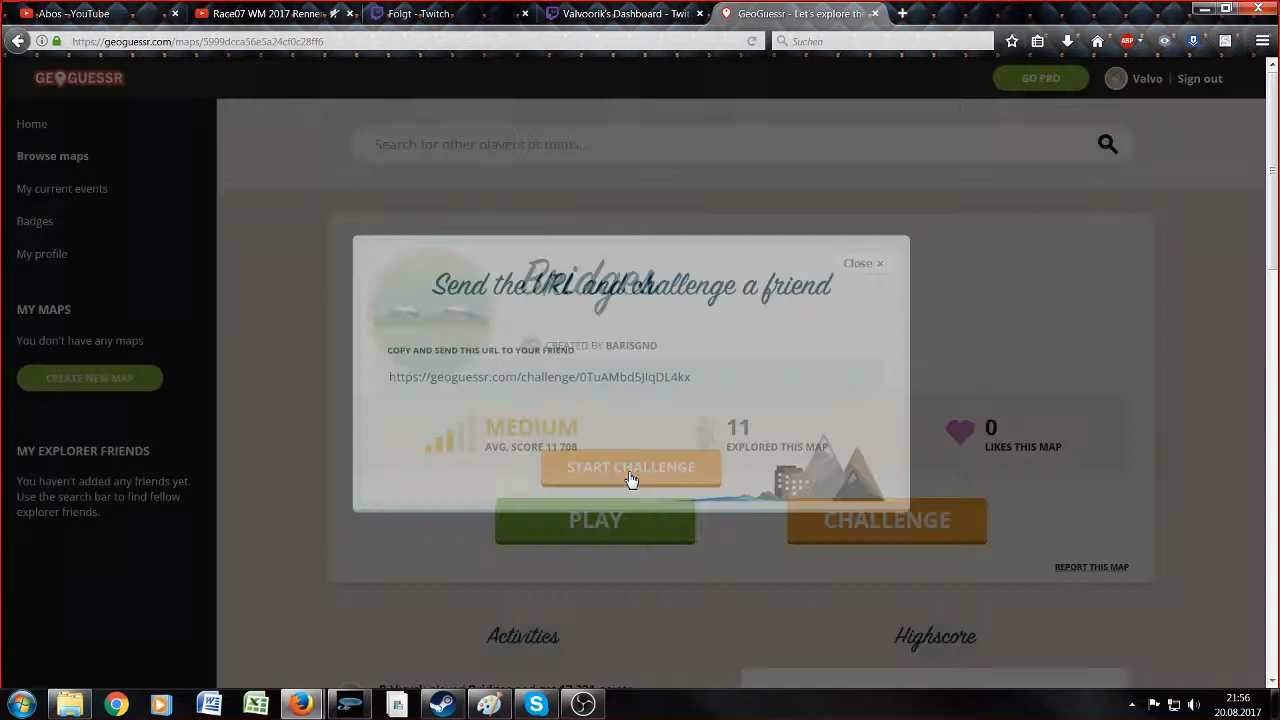 Abos - YouTube
Race07 WM 2017 Rennen
Folgt - Twitch
Valvoorik's Dashboard - Twit
GeoGuessr - Let's explore the
https://geoguessr.com/maps/5999dcca56e5a24cf0c28ff6
Suchen
GEOGUESSR
GO PRO
Valvo | Sign out
Home
Search for other players or maps...
Browse maps
My current events
Badges
My profile
Close ×
Bridges
Send the URL and challenge a friend
MY MAPS
You don't have any maps
CREATED BY BARISGND
COPY AND SEND THIS URL TO YOUR FRIEND
CREATE NEW MAP
https://geoguessr.com/challenge/0TuAMbd5JIqDL4kx
MEDIUM
AVG. SCORE 11 708
11
EXPLORED THIS MAP
0
LIKES THIS MAP
MY EXPLORER FRIENDS
START CHALLENGE
You haven't added any friends yet.
Use the search bar to find fellow
explorer friends.
PLAY
CHALLENGE
REPORT THIS MAP
Activities
Highscore
21:56
20.08.2017